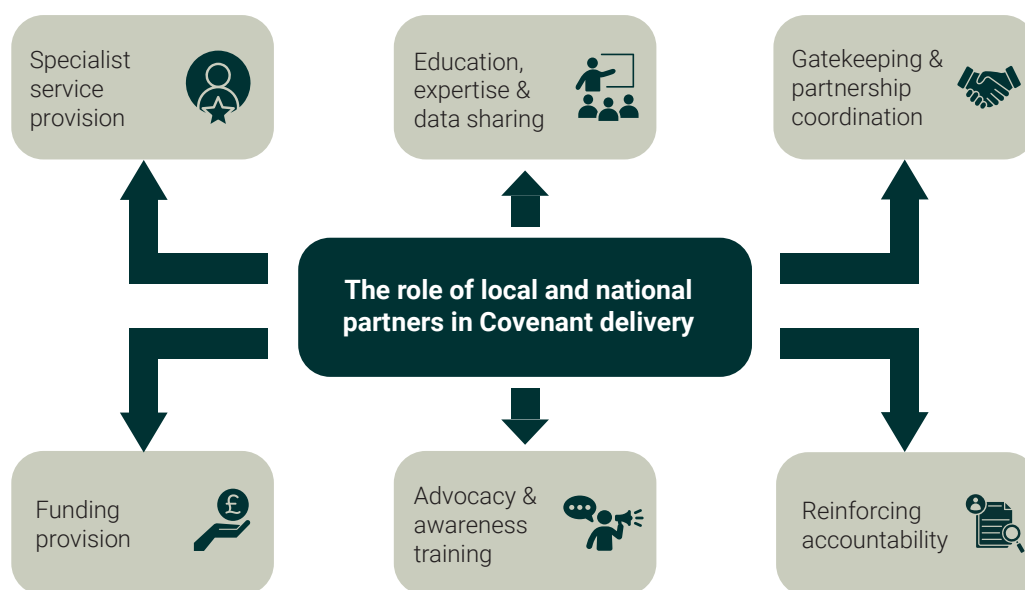 Specialist
service
provision
Education,
expertise &
data sharing
Gatekeeping &
partnership
coordination
The role of local and national
partners in Covenant delivery
Funding
provision
£
Advocacy &
awareness
training
Reinforcing
accountability